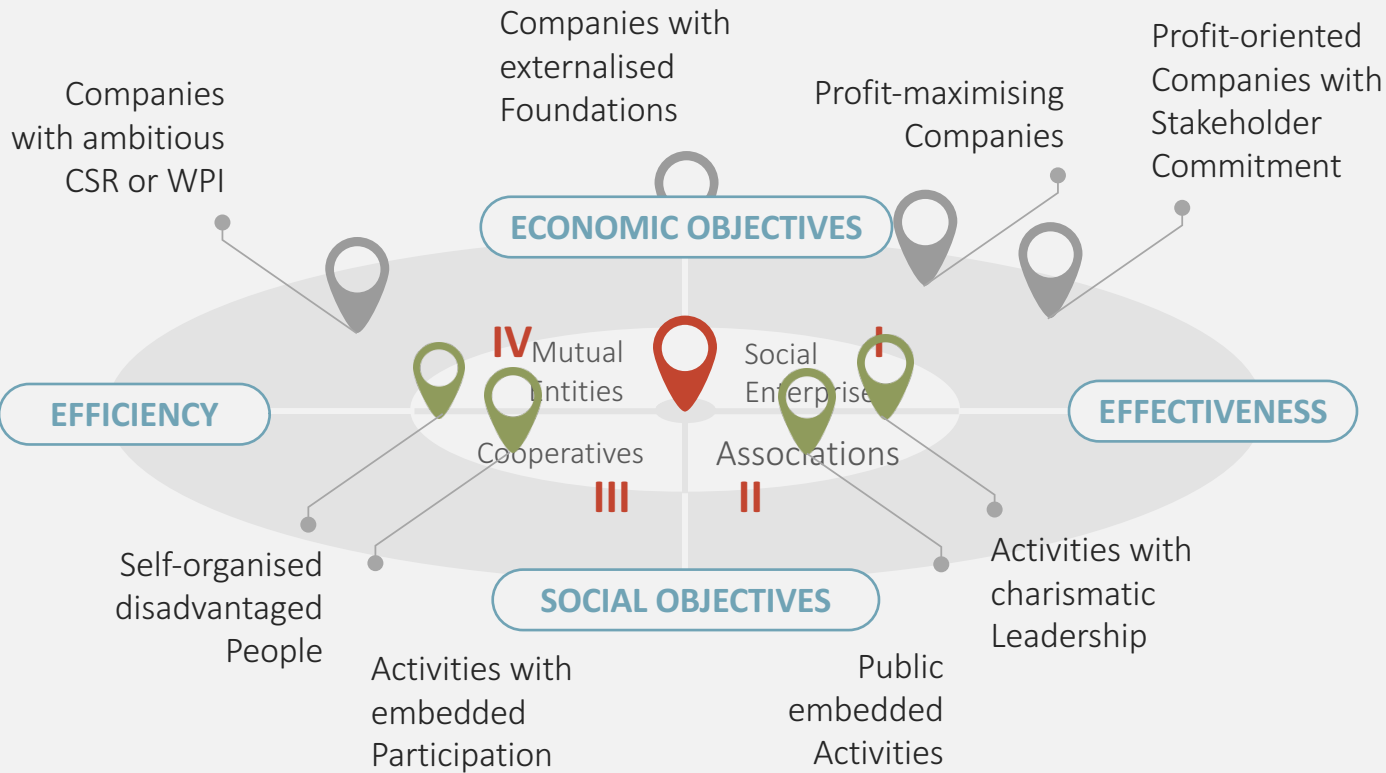 Companies with
externalised
Foundations
Profit-oriented
Companies with
Stakeholder
Commitment
Companies
with ambitious
CSR or WPI
Profit-maximising
Companies
ECONOMIC OBJECTIVES
IV
I
Mutual
Entities
Social
Enterprise
EFFICIENCY
EFFECTIVENESS
Cooperatives
Associations
III
II
Self-organised
disadvantaged
People
Activities with
charismatic
Leadership
SOCIAL OBJECTIVES
Activities with
embedded
Participation
Public
embedded
Activities